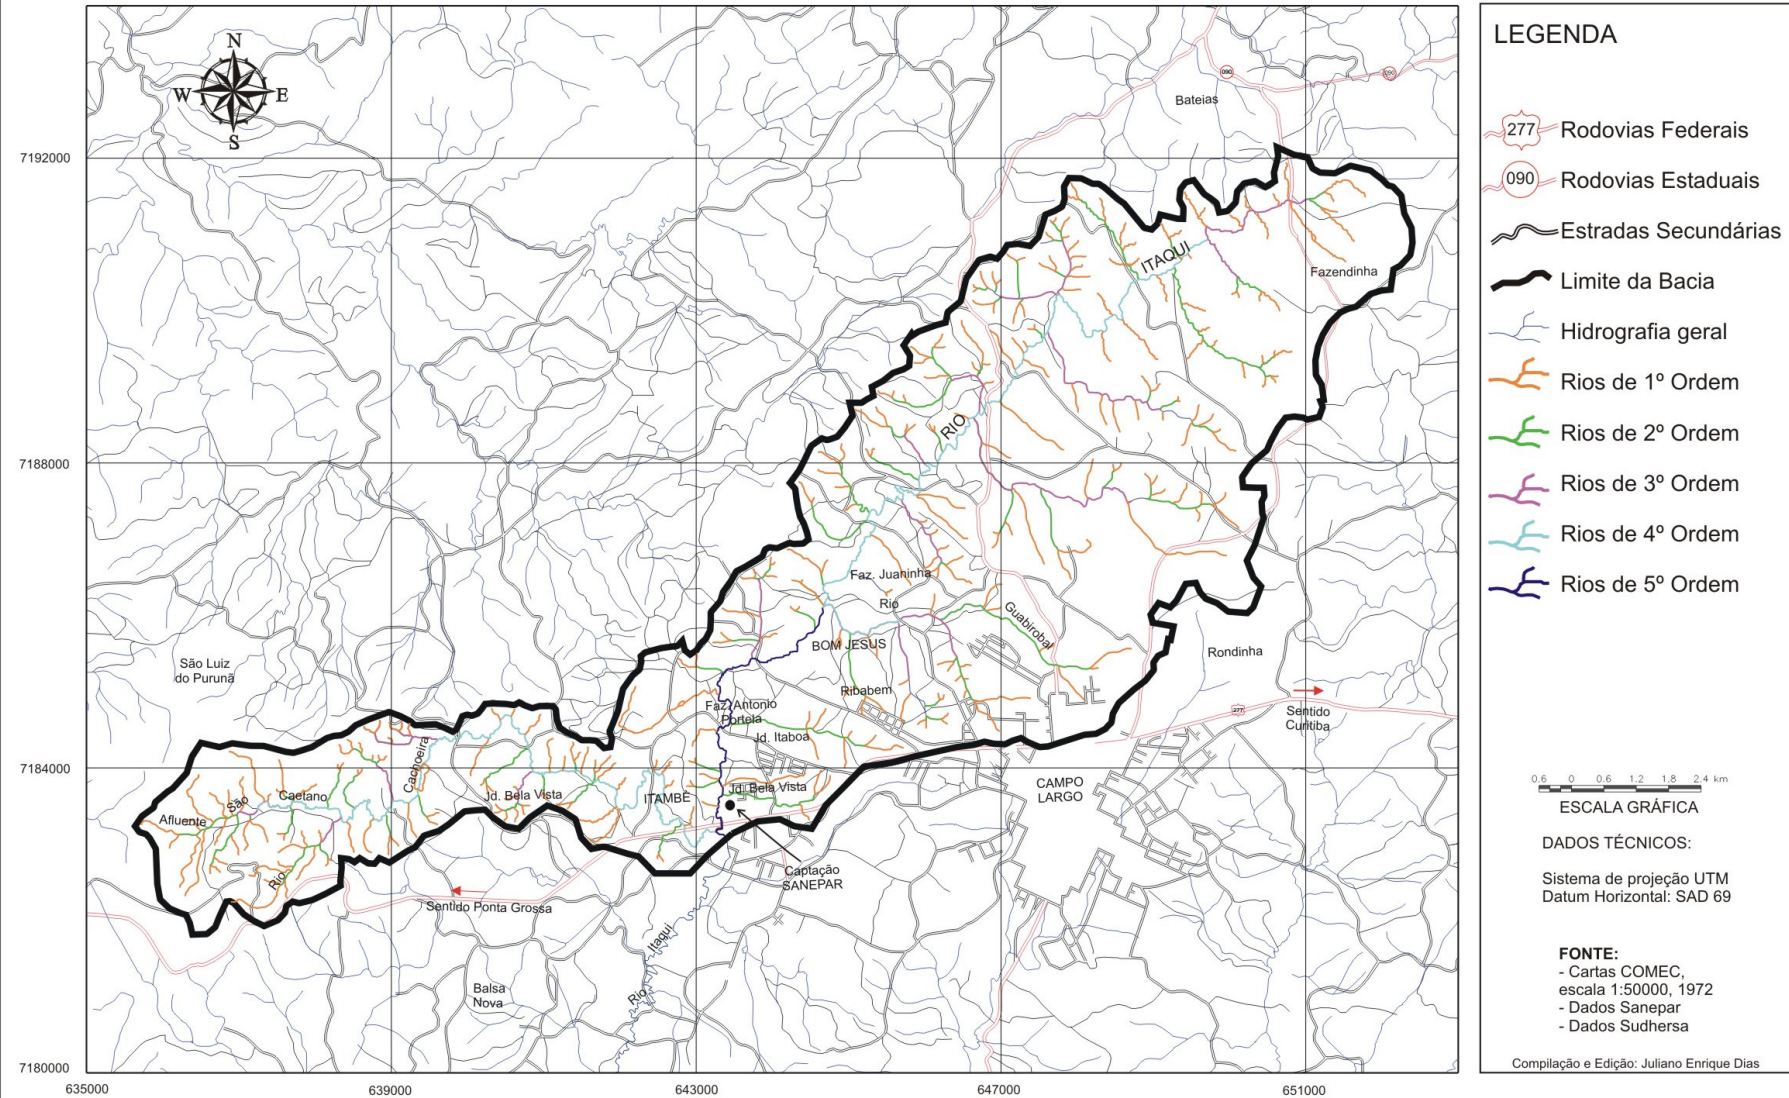 N
W
E
S
090
090
Bateias
7192000
ITAQUI
Fazendinha
RIO
7188000
Faz. Juaninha
Rio
Guabirobal
BOM JESUS
Rondinha
São Luiz
do Purunã
Ribabem
Faz. Antonio
Portela
277
Sentido
Curitiba
Jd. Itaboa
7184000
Cachoeira
CAMPO
LARGO
Jd. Bela Vista
Jd. Bela Vista
ITAMBÉ
Caetano
São
Afluente
Rio
Captação
SANEPAR
Sentido Ponta Grossa
Itaqui
Rio
Balsa
Nova
7180000
635000
639000
643000
647000
651000
LEGENDA
277 Rodovias Federais
090 Rodovias Estaduais
Estradas Secundárias
Limite da Bacia
Hidrografia geral
Rios de 1º Ordem
Rios de 2º Ordem
Rios de 3º Ordem
Rios de 4º Ordem
Rios de 5º Ordem
0.6 0 0.6 1.2 1.8 2.4 km
ESCALA GRÁFICA
DADOS TÉCNICOS:
Sistema de projeção UTM
Datum Horizontal: SAD 69
FONTE:
- Cartas COMEC,
escala 1:50000, 1972
- Dados Sanepar
- Dados Sudhersa
Compilação e Edição: Juliano Enrique Dias